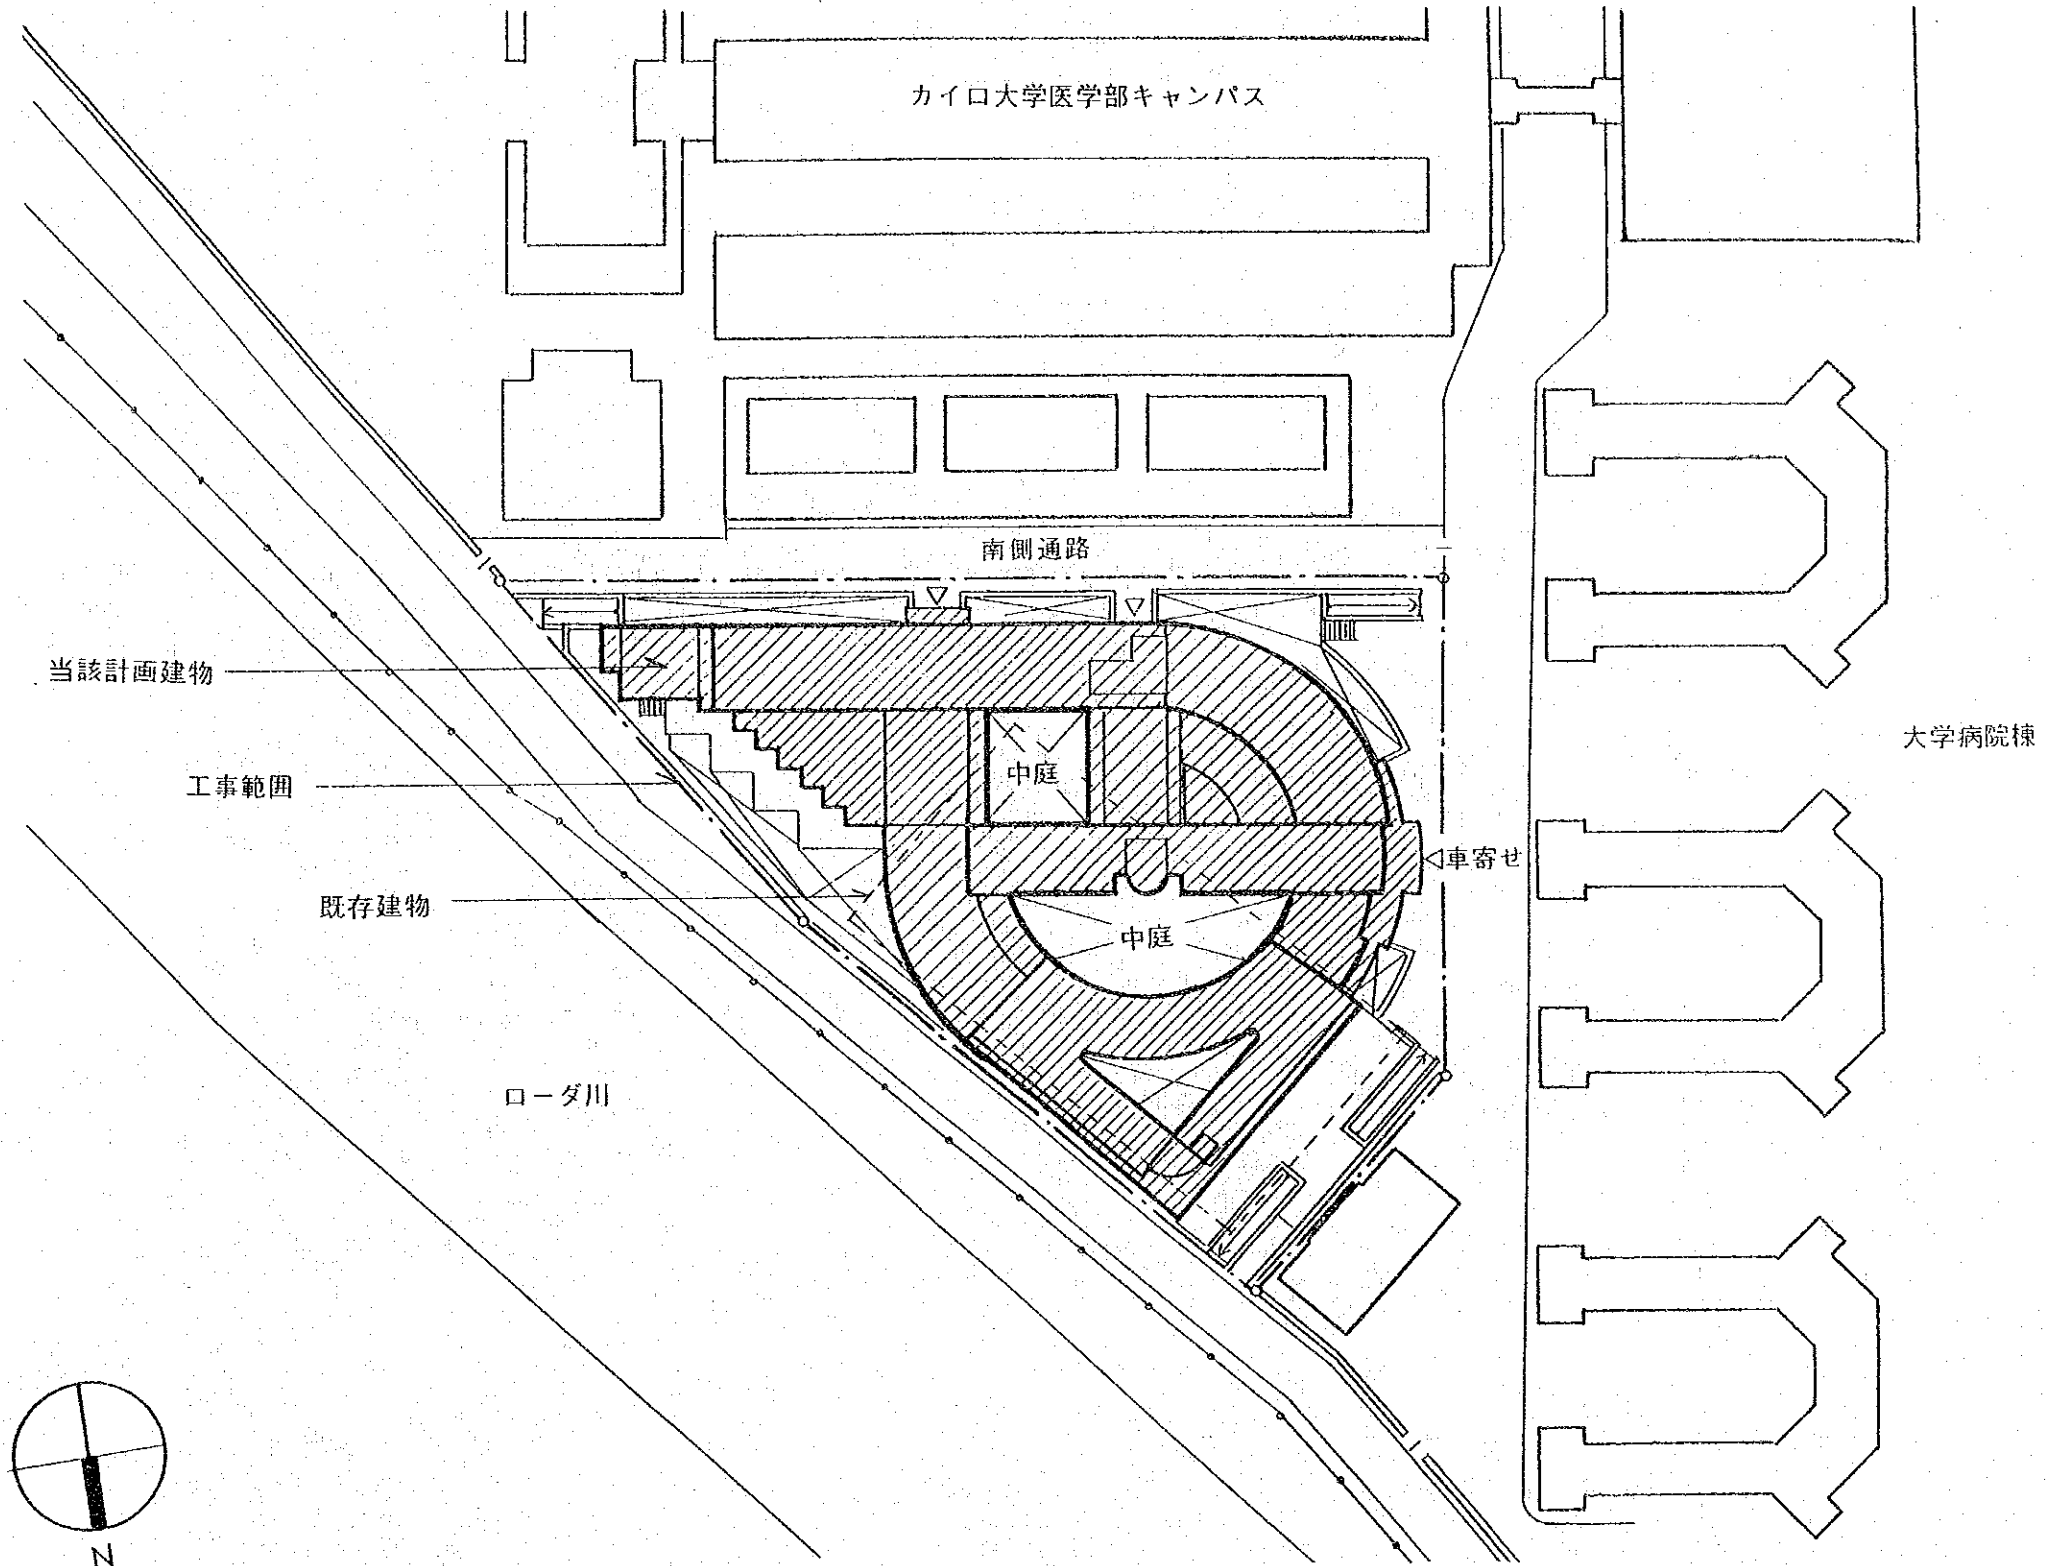 カイロ大学医学部キャンパス
南側通路
当該計画建物
中庭
大学病院棟
工事範囲
車寄せ
既存建物
中庭
ローダ川
N